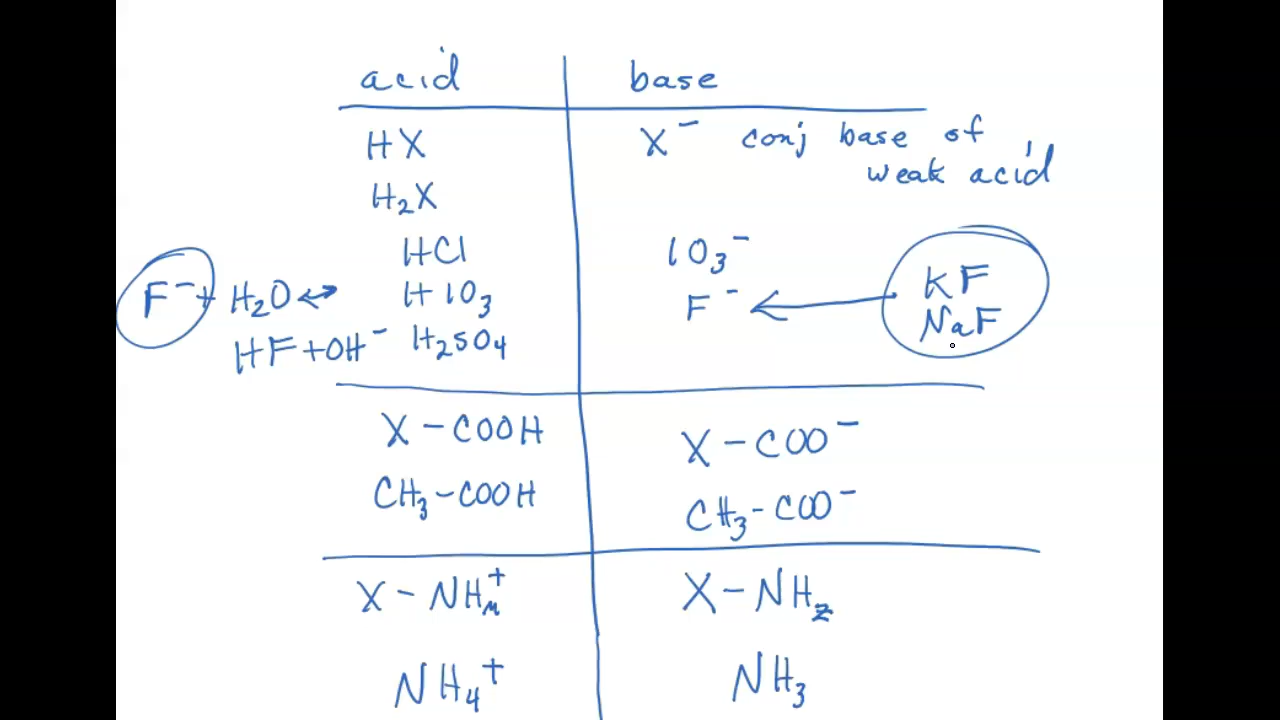 acid base
HX X⁻ conj base of
weak acid
H₂X
HCl IO₃⁻ KF
F⁻ + H₂O ↔ HIO₃ F⁻ ← NaF
HF + OH⁻ H₂SO₄
X – COOH X – COO⁻
CH₃ – COOH CH₃ – COO⁻
X – NHₙ⁺ X – NH₂
NH₄⁺ NH₃